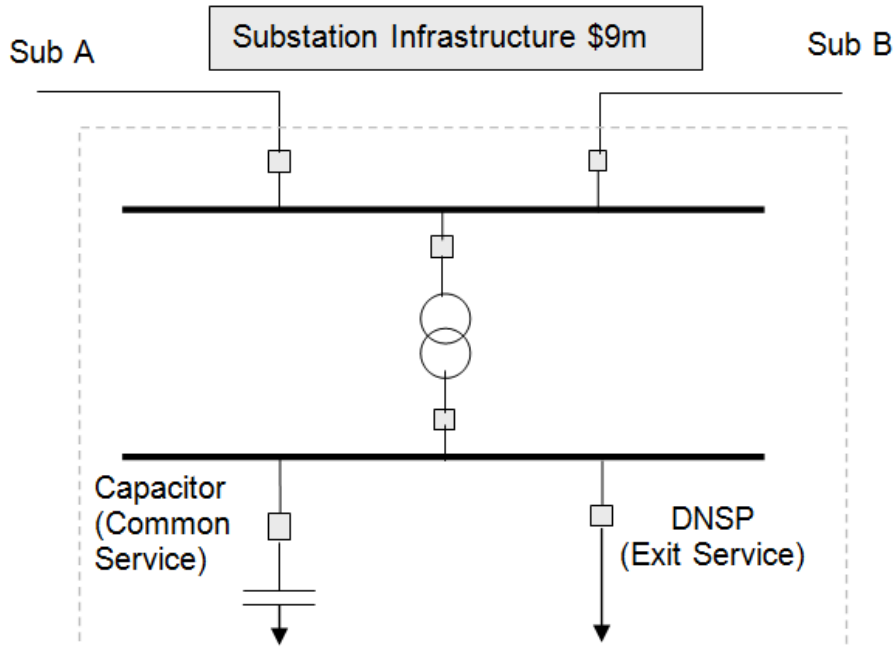 Substation Infrastructure $9m
Sub A
Sub B
Capacitor
(Common
Service)
DNSP
(Exit Service)